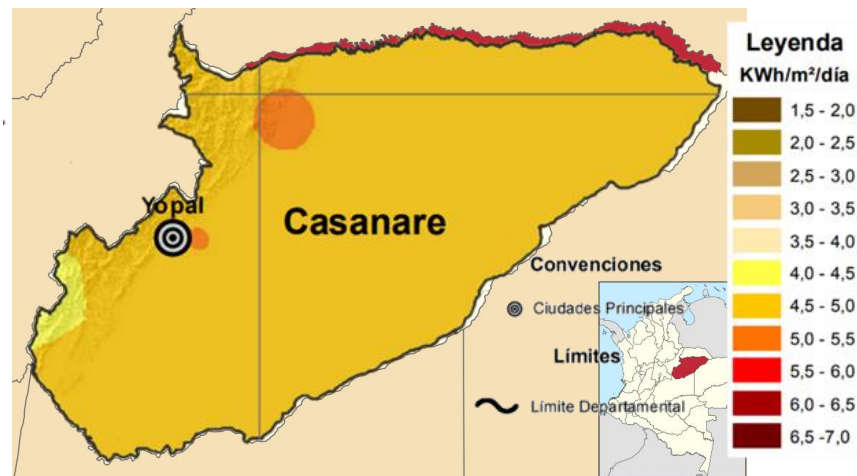 Yopal
Casanare
Convenciones
Ciudades Principales
Límites
Límite Departamental
Leyenda
KWh/m²/día
1,5 - 2,0
2,0 - 2,5
2,5 - 3,0
3,0 - 3,5
3,5 - 4,0
4,0 - 4,5
4,5 - 5,0
5,0 - 5,5
5,5 - 6,0
6,0 - 6,5
6,5 -7,0